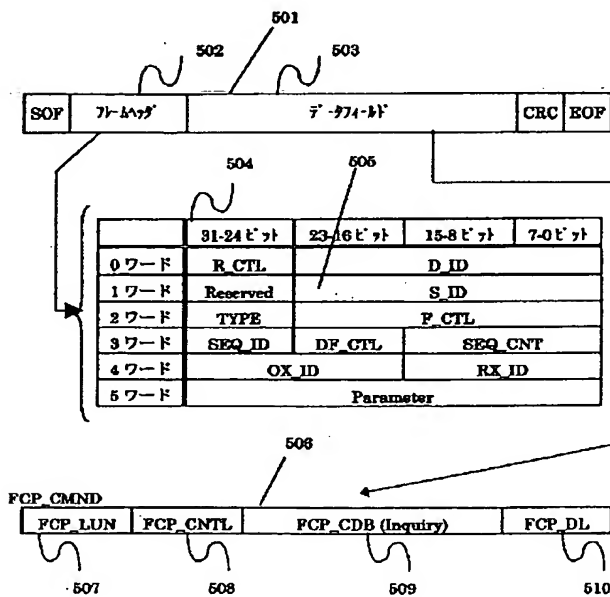 501
502
503
SOF フレームヘッダ データフィールド CRC EOF
504
505
31-24ビット 23-16ビット 15-8ビット 7-0ビット
0ワード R_CTL D_ID
1ワード Reserved S_ID
2ワード TYPE F_CTL
3ワード SEQ_ID DF_CTL SEQ_CNT
4ワード OX_ID RX_ID
5ワード Parameter
506
FCP_CMND
FCP_LUN FCP_CNTL FCP_CDB (Inquiry) FCP_DL
507 508 509 510